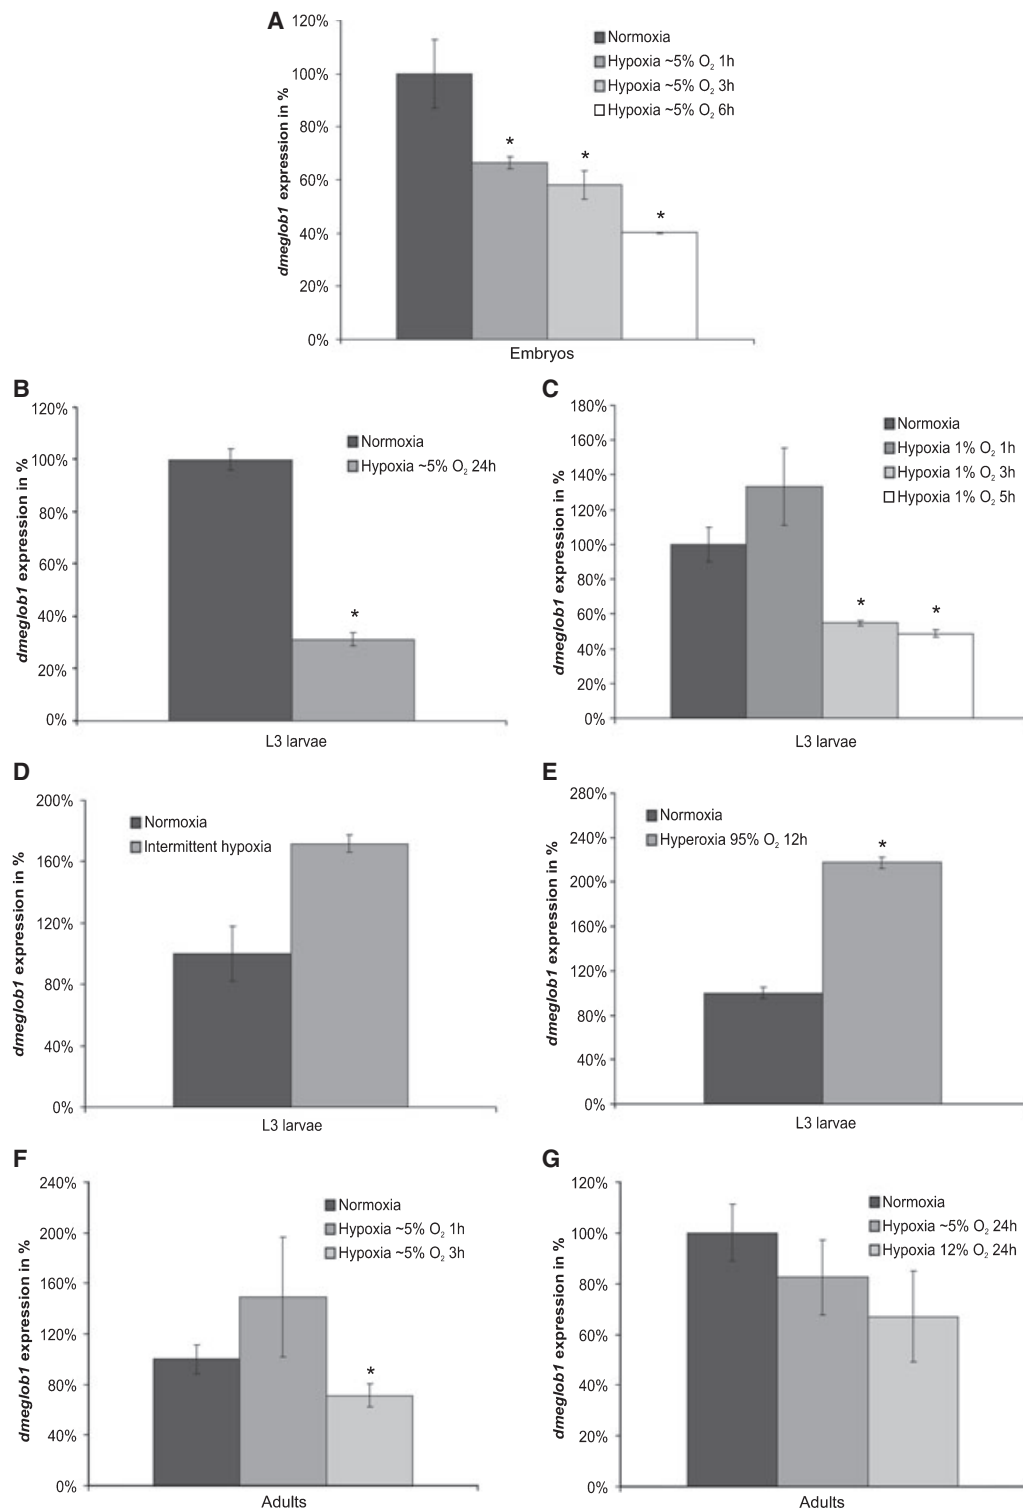 A
dmeglob1 expression in %
120%
100%
80%
60%
40%
20%
0%
Normoxia
Hypoxia ~5% O₂ 1h
Hypoxia ~5% O₂ 3h
Hypoxia ~5% O₂ 6h
*
*
*
Embryos
B
dmeglob1 expression in %
120%
100%
80%
60%
40%
20%
0%
Normoxia
Hypoxia ~5% O₂ 24h
*
L3 larvae
C
dmeglob1 expression in %
180%
160%
140%
120%
100%
80%
60%
40%
20%
0%
Normoxia
Hypoxia 1% O₂ 1h
Hypoxia 1% O₂ 3h
Hypoxia 1% O₂ 5h
*
*
L3 larvae
D
dmeglob1 expression in %
200%
160%
120%
80%
40%
0%
Normoxia
Intermittent hypoxia
L3 larvae
E
dmeglob1 expression in %
280%
240%
200%
160%
120%
80%
40%
0%
Normoxia
Hyperoxia 95% O₂ 12h
*
L3 larvae
F
dmeglob1 expression in %
240%
200%
160%
120%
80%
40%
0%
Normoxia
Hypoxia ~5% O₂ 1h
Hypoxia ~5% O₂ 3h
*
Adults
G
dmeglob1 expression in %
120%
100%
80%
60%
40%
20%
0%
Normoxia
Hypoxia ~5% O₂ 24h
Hypoxia 12% O₂ 24h
Adults